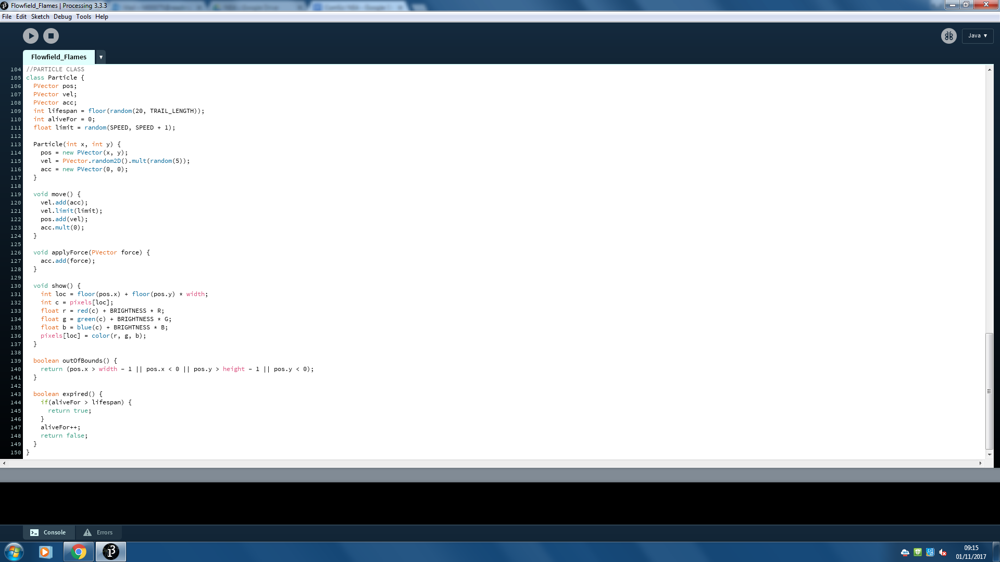 Flowfield_Flames | Processing 3.3.3
File Edit Sketch Debug Tools Help
Java ▼
Flowfield_Flames ▼
104 //PARTICLE CLASS
105 class Particle {
106   PVector pos;
107   PVector vel;
108   PVector acc;
109   int lifespan = floor(random(20, TRAIL_LENGTH));
110   int aliveFor = 0;
111   float limit = random(SPEED, SPEED + 1);
112
113   Particle(int x, int y) {
114     pos = new PVector(x, y);
115     vel = PVector.random2D().mult(random(5));
116     acc = new PVector(0, 0);
117   }
118
119   void move() {
120     vel.add(acc);
121     vel.limit(limit);
122     pos.add(vel);
123     acc.mult(0);
124   }
125
126   void applyForce(PVector force) {
127     acc.add(force);
128   }
129
130   void show() {
131     int loc = floor(pos.x) + floor(pos.y) * width;
132     int c = pixels[loc];
133     float r = red(c) + BRIGHTNESS * R;
134     float g = green(c) + BRIGHTNESS * G;
135     float b = blue(c) + BRIGHTNESS * B;
136     pixels[loc] = color(r, g, b);
137   }
138
139   boolean outOfBounds() {
140     return (pos.x > width - 1 || pos.x < 0 || pos.y > height - 1 || pos.y < 0);
141   }
142
143   boolean expired() {
144     if(aliveFor > lifespan) {
145       return true;
146     }
147     aliveFor++;
148     return false;
149   }
150 }
Console Errors
09:15
01/11/2017